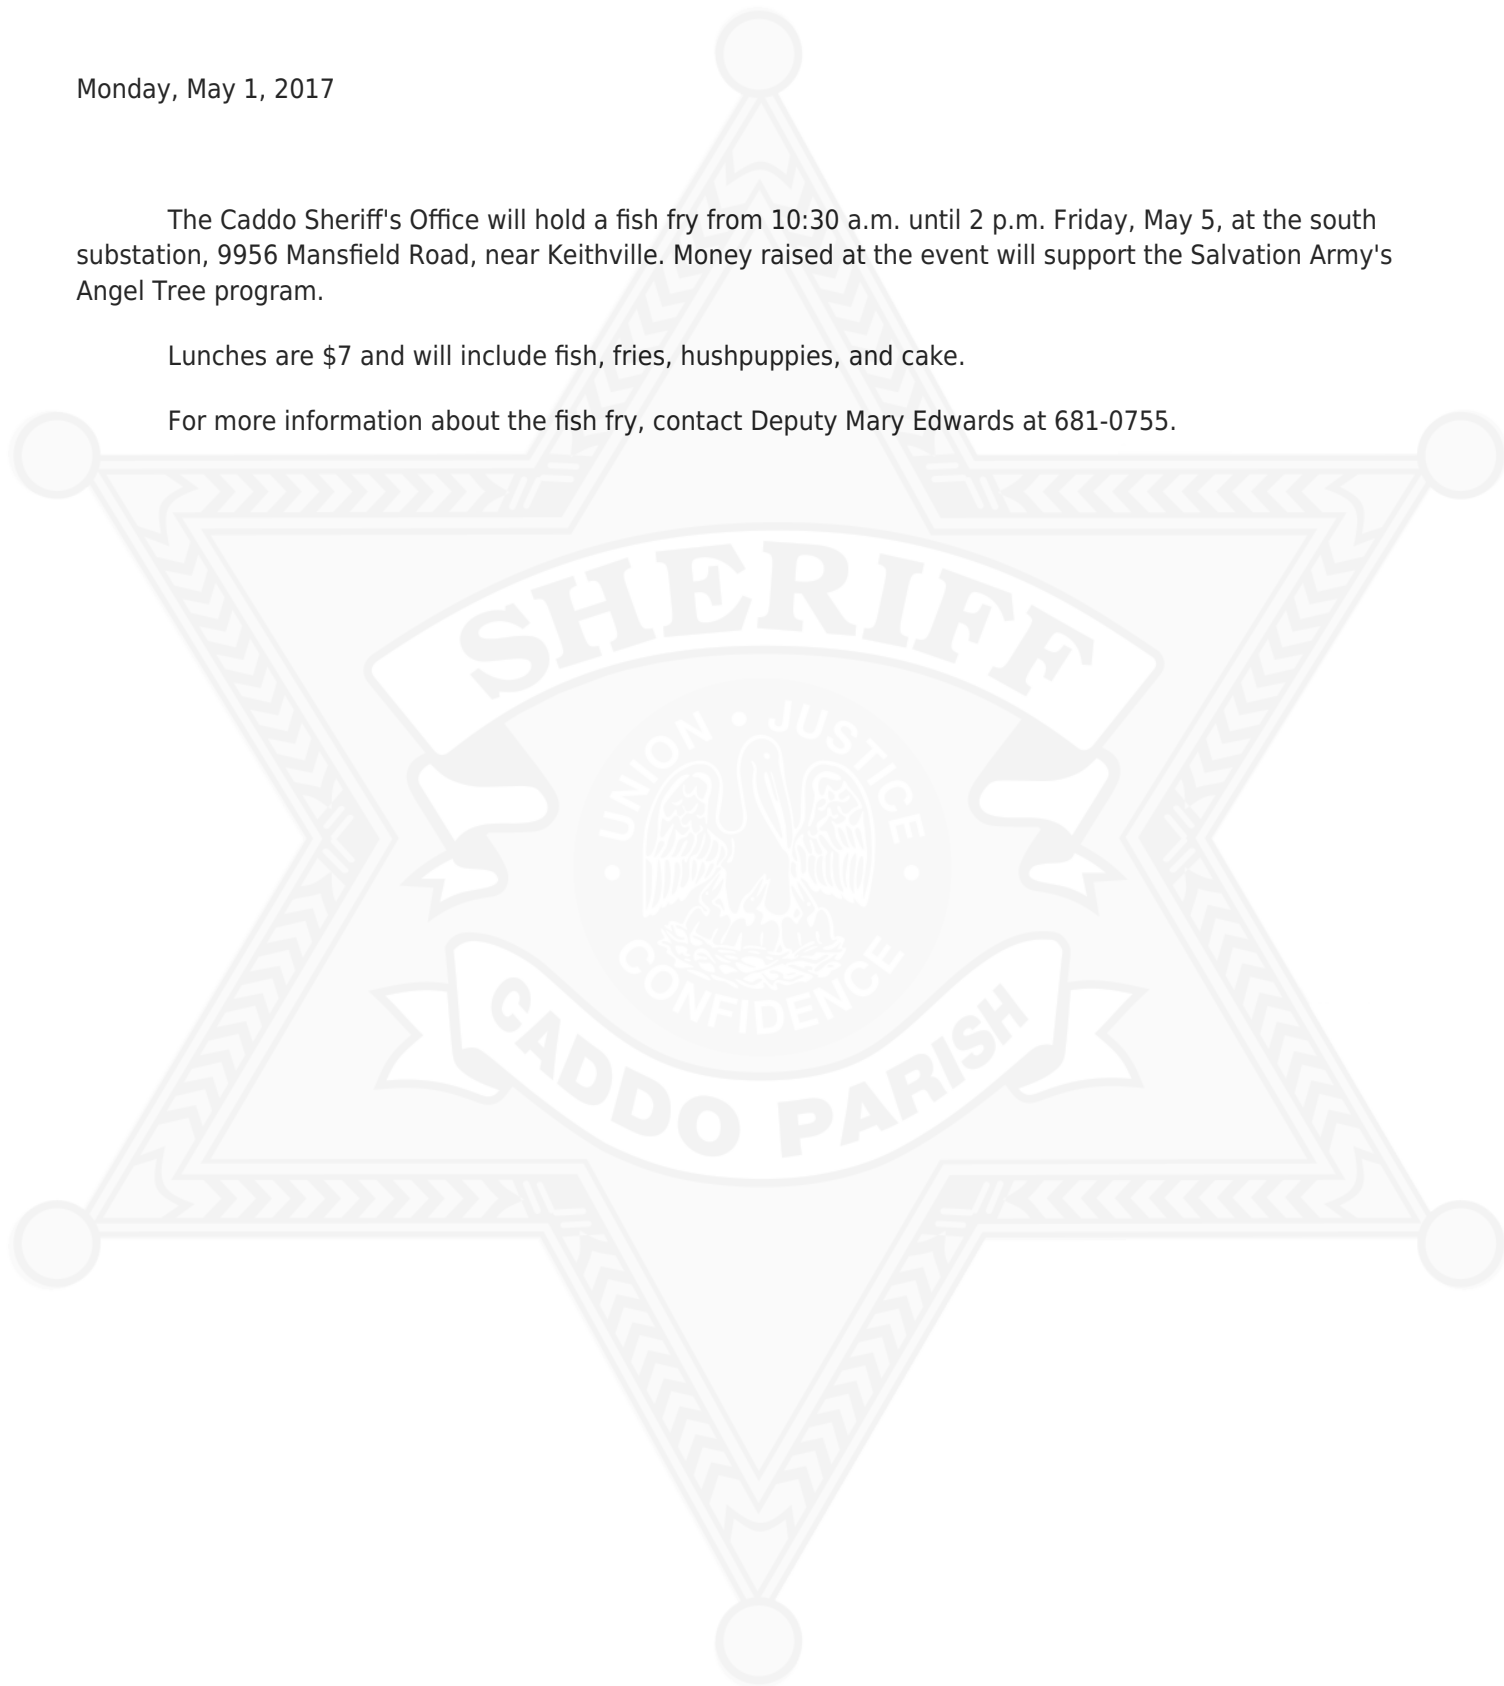 Monday, May 1, 2017
The Caddo Sheriff's Office will hold a fish fry from 10:30 a.m. until 2 p.m. Friday, May 5, at the south
substation, 9956 Mansfield Road, near Keithville. Money raised at the event will support the Salvation Army's
Angel Tree program.
Lunches are $7 and will include fish, fries, hushpuppies, and cake.
For more information about the fish fry, contact Deputy Mary Edwards at 681-0755.
SHERIFF
UNION • JUSTICE
• CONFIDENCE •
CADDO PARISH